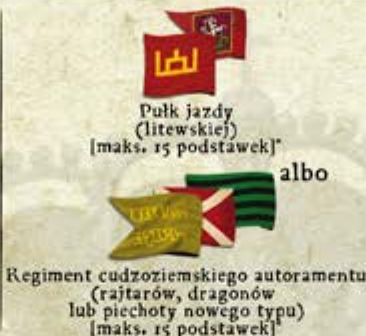 Pułk jazdy
(litewskiej)
[maks. 15 podstawek]*
albo
Regiment cudzoziemskiego autoramentu
(rajtarów, dragonów
lub piechoty nowego typu)
[maks. 15 podstawek]*